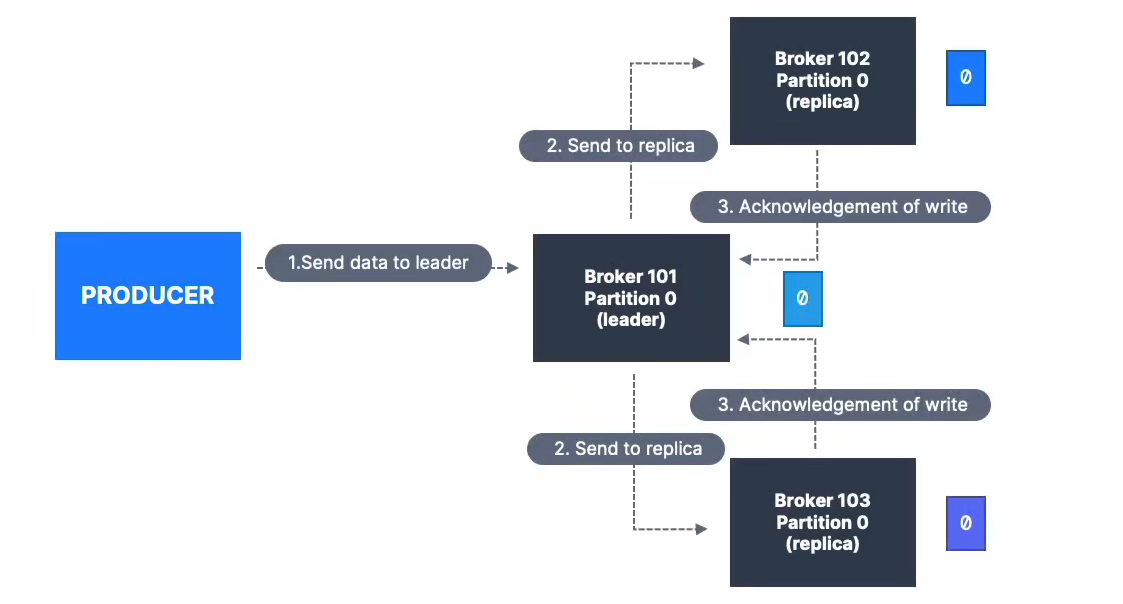 Broker 102
Partition 0
(replica)
0
2. Send to replica
3. Acknowledgement of write
PRODUCER
1.Send data to leader
Broker 101
Partition 0
(leader)
0
3. Acknowledgement of write
2. Send to replica
Broker 103
Partition 0
(replica)
0